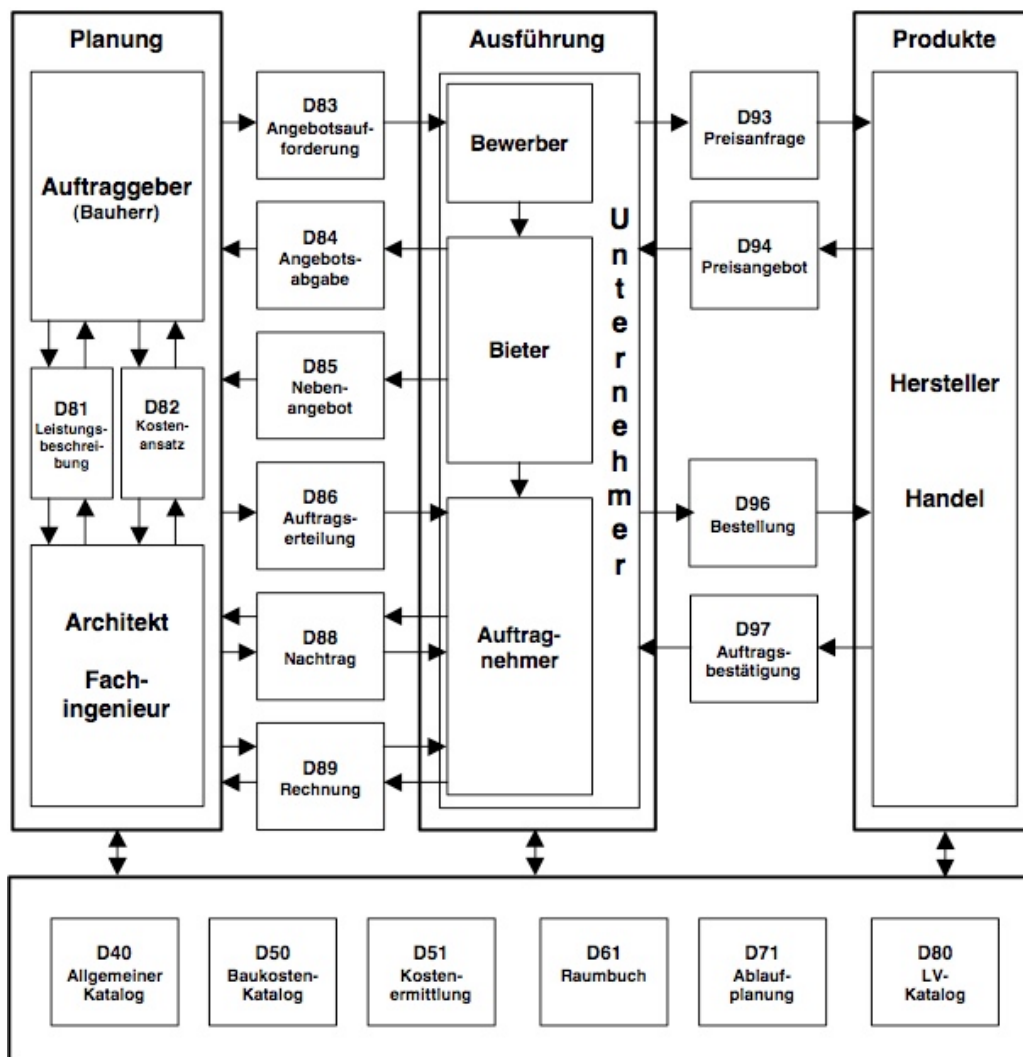 Planung
Ausführung
Produkte
Auftraggeber
(Bauherr)
D81
Leistungs-
beschrei-
bung
D82
Kosten-
ansatz
Architekt
Fach-
ingenieur
D83
Angebotsauf-
forderung
D84
Angebots-
abgabe
D85
Neben-
angebot
D86
Auftrags-
erteilung
D88
Nachtrag
D89
Rechnung
Bewerber
Bieter
Auftrag-
nehmer
Unternehmer
D93
Preisanfrage
D94
Preisangebot
D96
Bestellung
D97
Auftrags-
bestätigung
Hersteller
Handel
D40
Allgemeiner
Katalog
D50
Baukosten-
Katalog
D51
Kosten-
ermittlung
D61
Raumbuch
D71
Ablauf-
planung
D80
LV-
Katalog